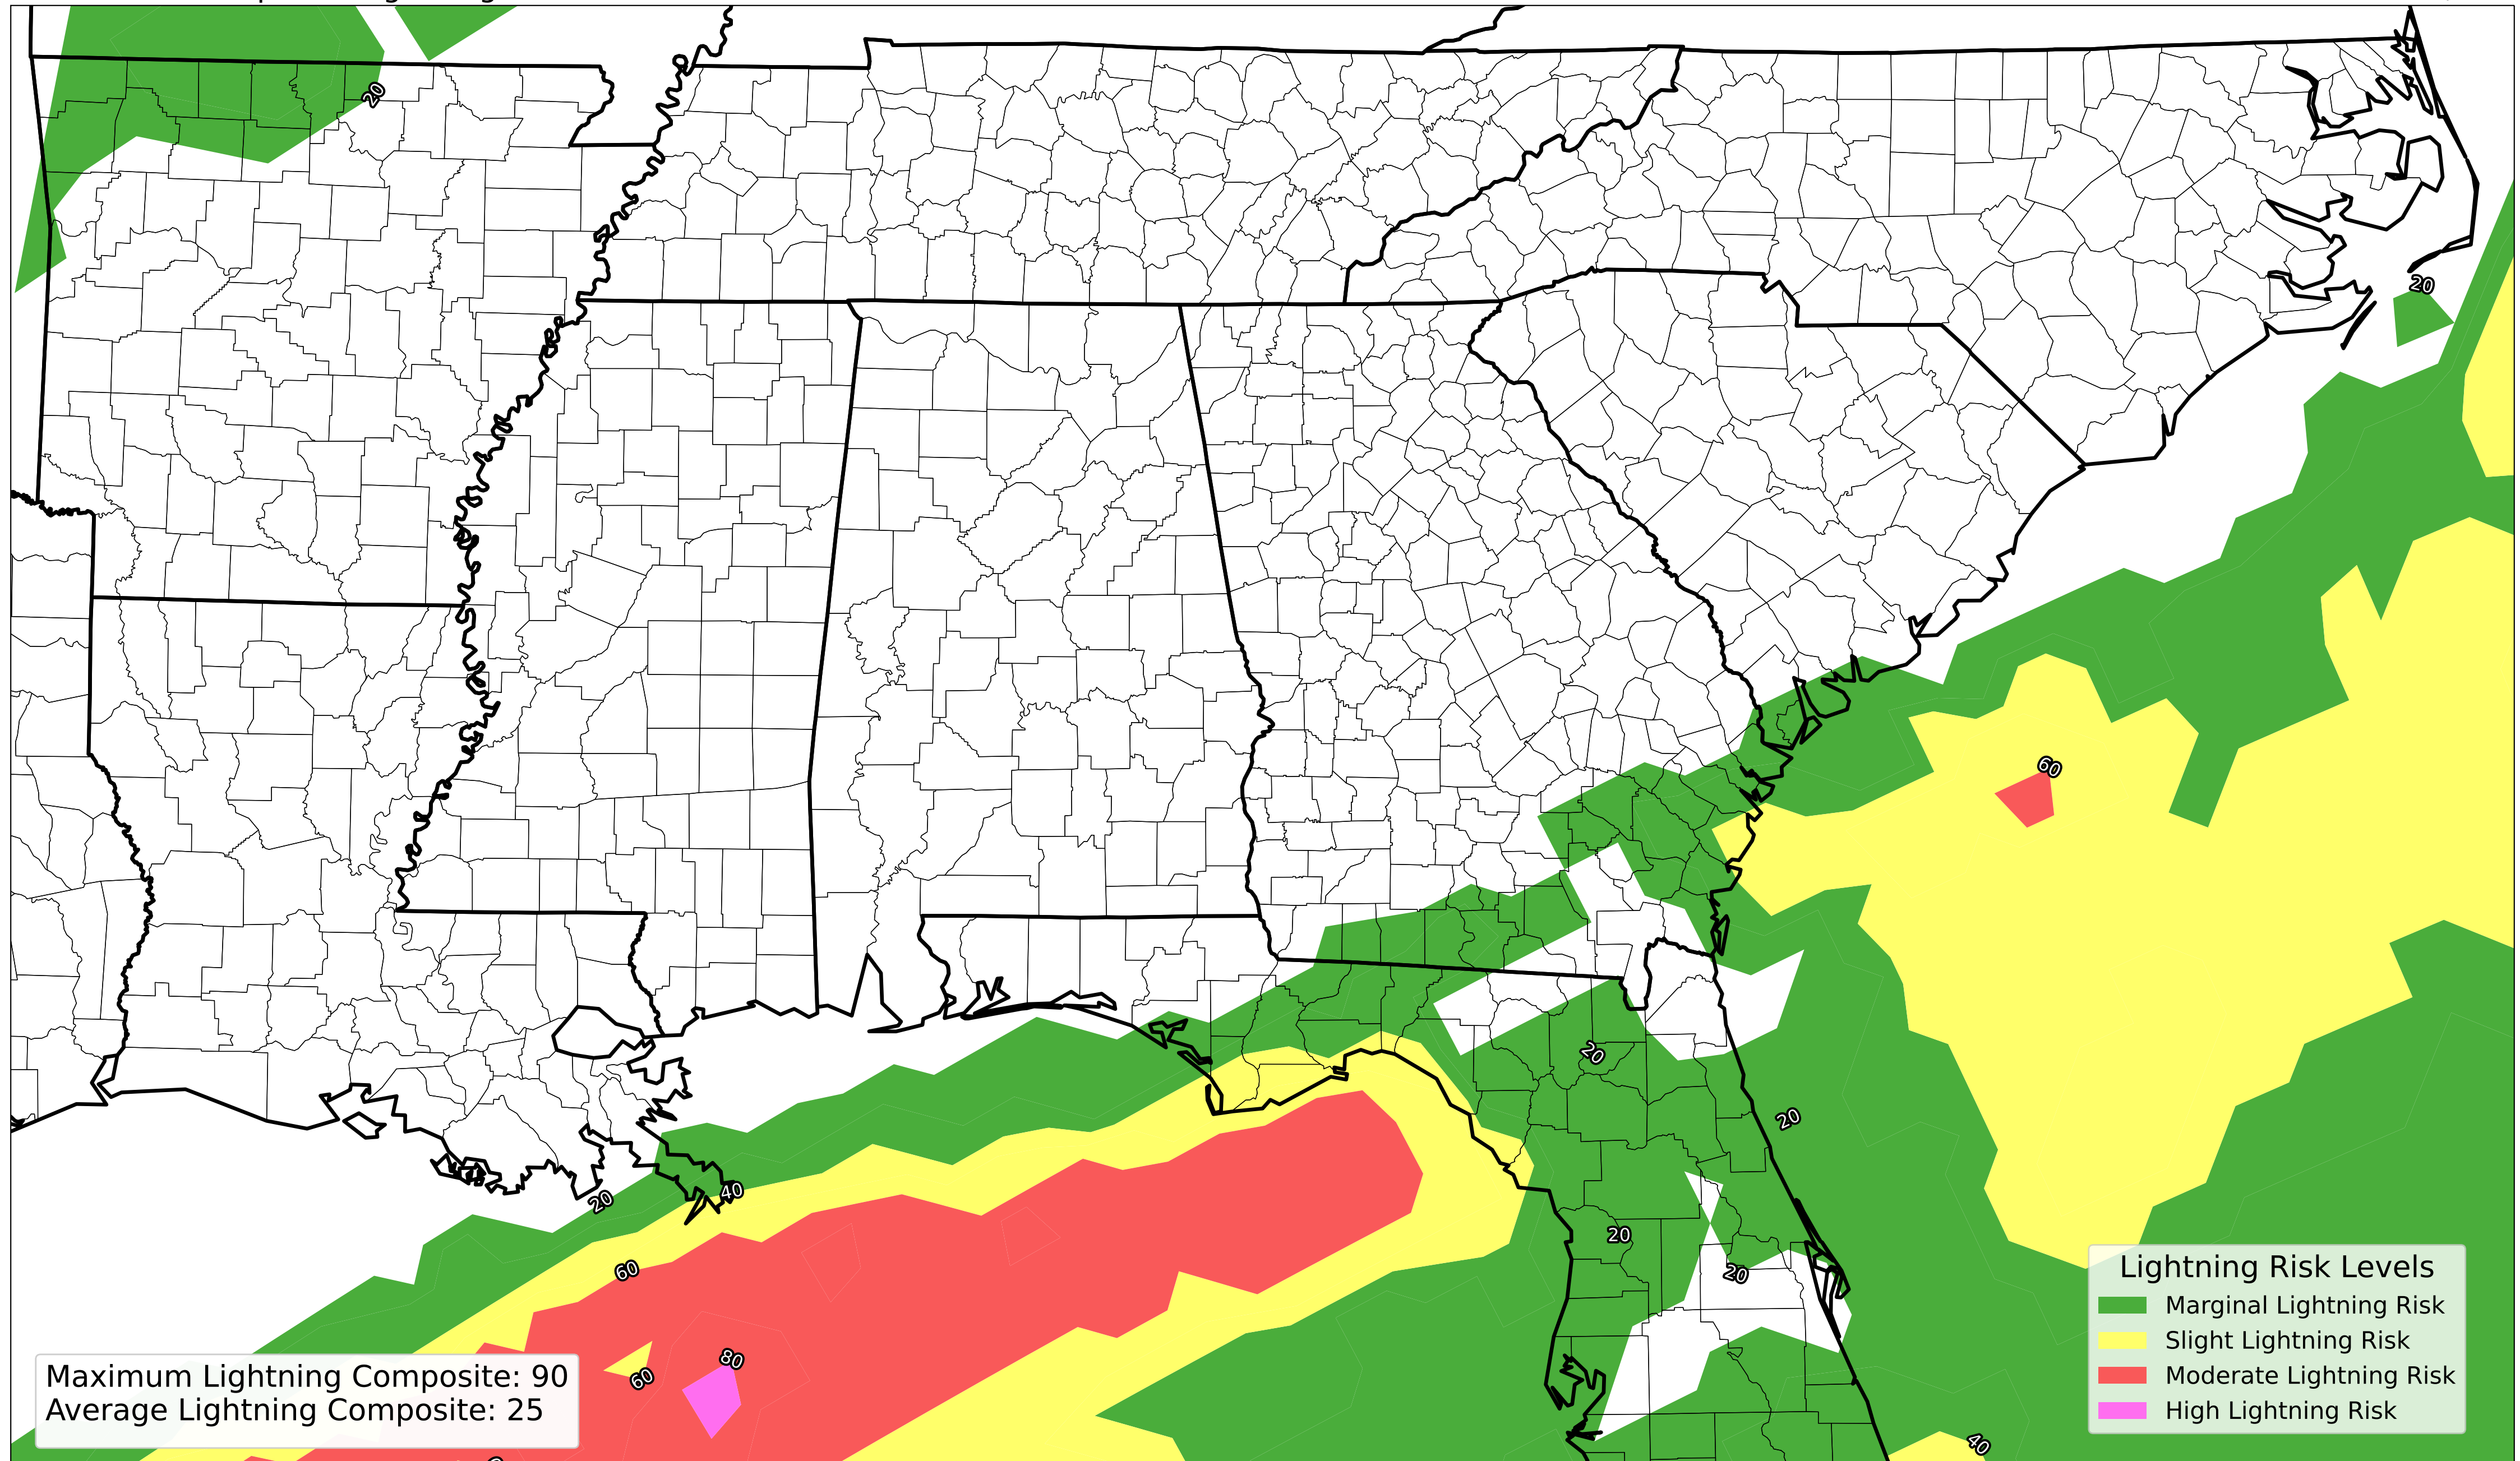 20
20
20
20
20
20
20
40
60
60
60
80
40
Maximum Lightning Composite: 90
Average Lightning Composite: 25
Lightning Risk Levels
Marginal Lightning Risk
Slight Lightning Risk
Moderate Lightning Risk
High Lightning Risk